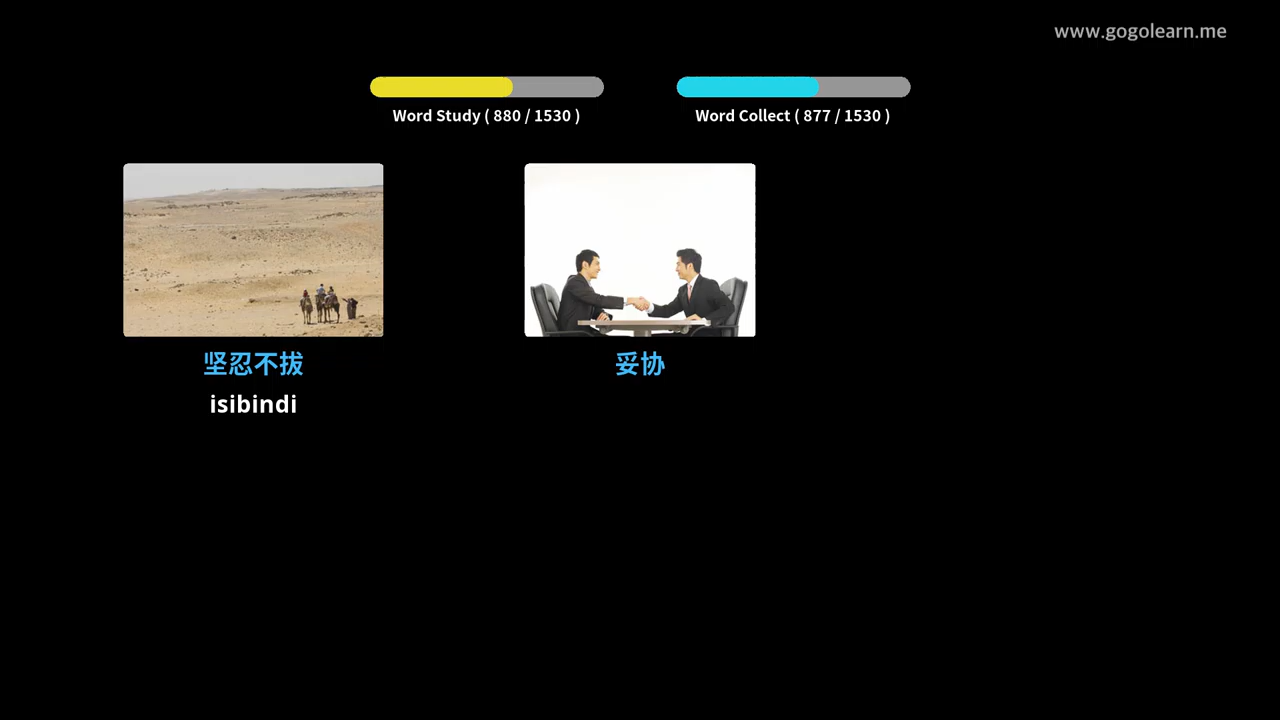 www.gogolearn.me
Word Study ( 880 / 1530 )
Word Collect ( 877 / 1530 )
坚忍不拔
isibindi
妥协